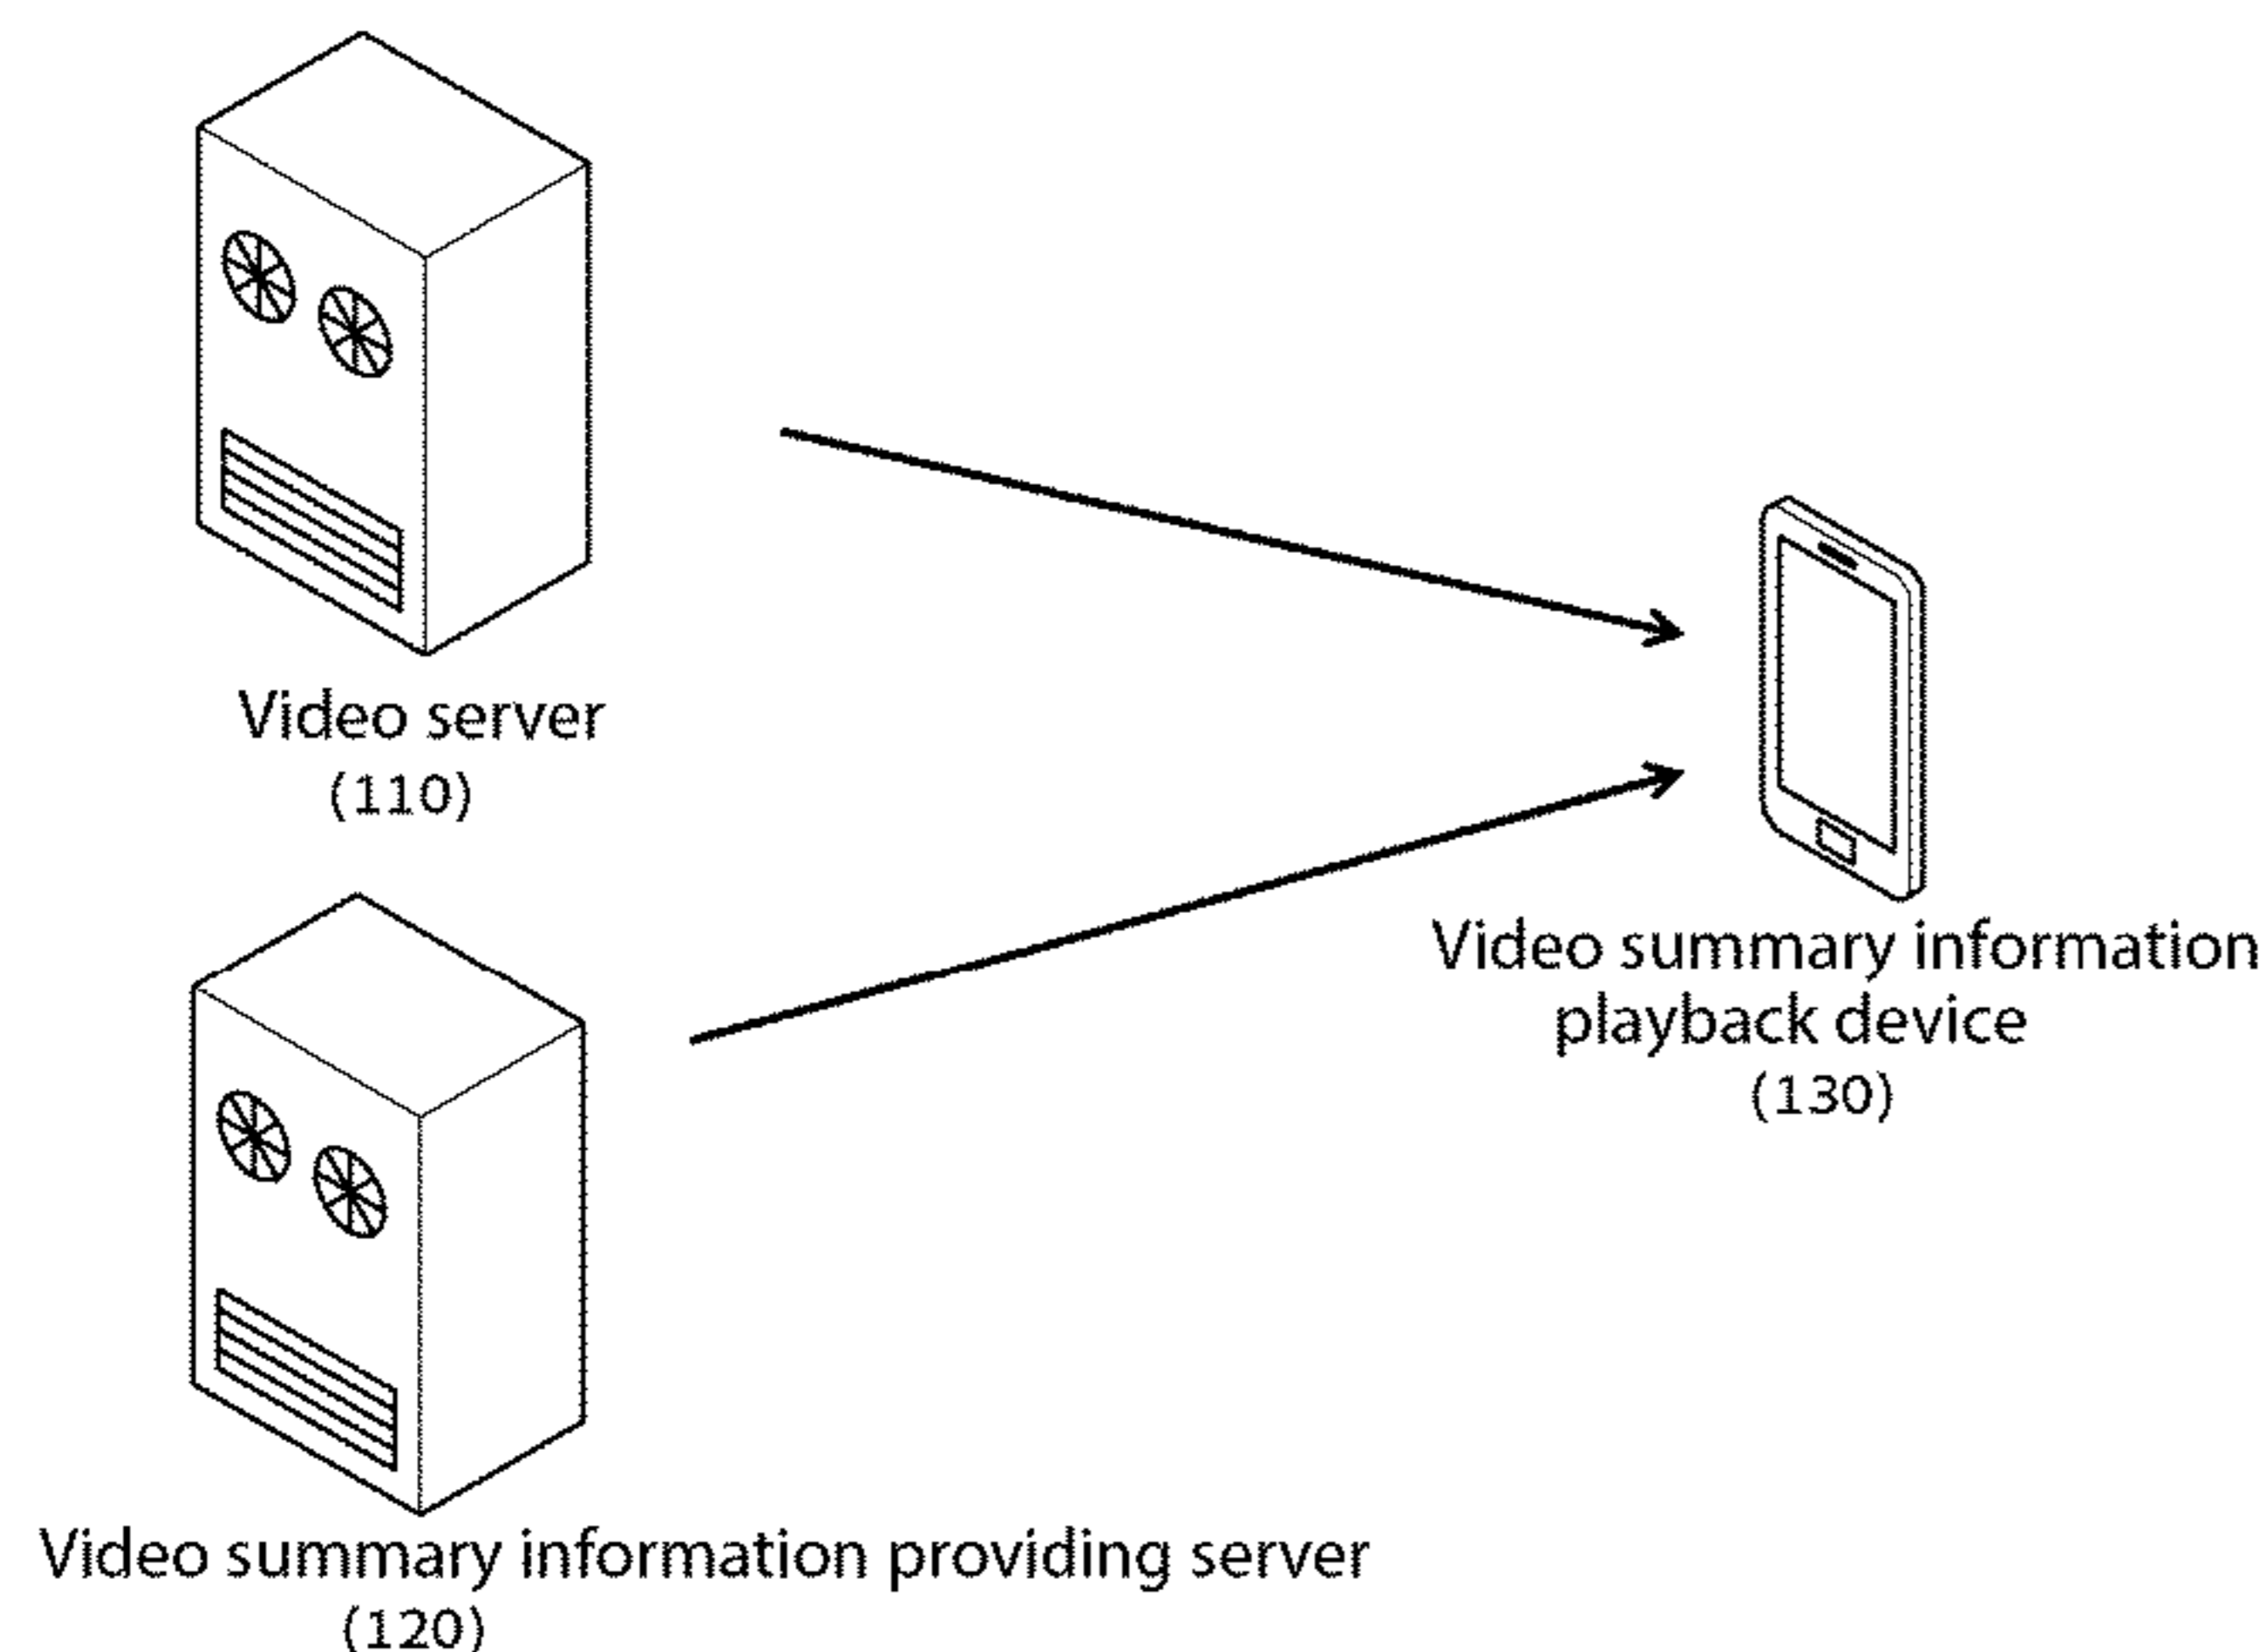 Video server
(110)
Video summary information
playback device
(130)
Video summary information providing server
(120)